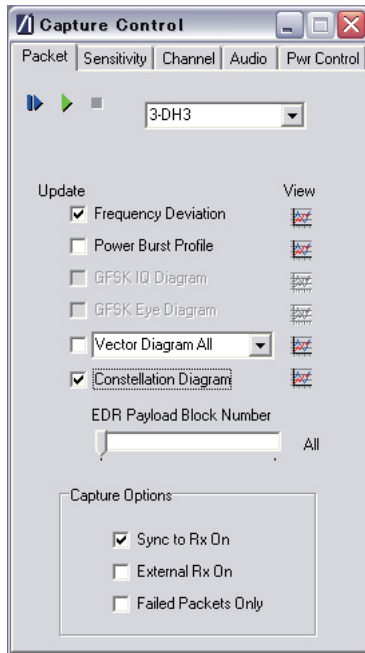 Capture Control
Packet Sensitivity Channel Audio Pwr Control
3-DH3
Update View
Frequency Deviation
Power Burst Profile
GFSK IQ Diagram
GFSK Eye Diagram
Vector Diagram All
Constellation Diagram
EDR Payload Block Number
All
Capture Options
Sync to Rx On
External Rx On
Failed Packets Only